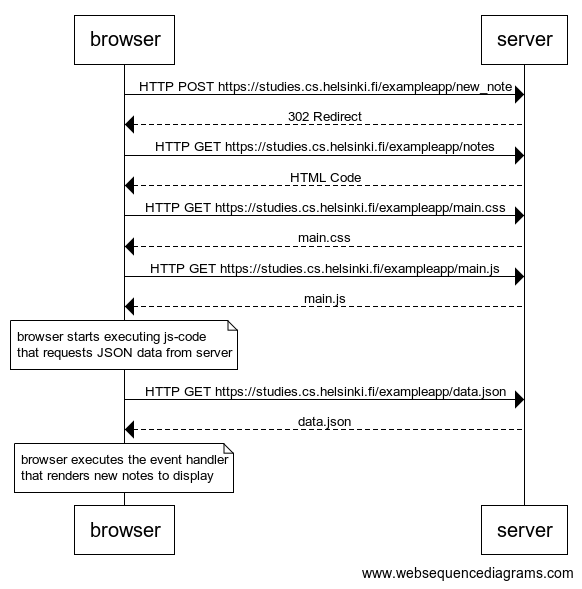 browser
server
HTTP POST https://studies.cs.helsinki.fi/exampleapp/new_note
302 Redirect
HTTP GET https://studies.cs.helsinki.fi/exampleapp/notes
HTML Code
HTTP GET https://studies.cs.helsinki.fi/exampleapp/main.css
main.css
HTTP GET https://studies.cs.helsinki.fi/exampleapp/main.js
main.js
browser starts executing js-code
that requests JSON data from server
HTTP GET https://studies.cs.helsinki.fi/exampleapp/data.json
data.json
browser executes the event handler
that renders new notes to display
browser
server
www.websequencediagrams.com